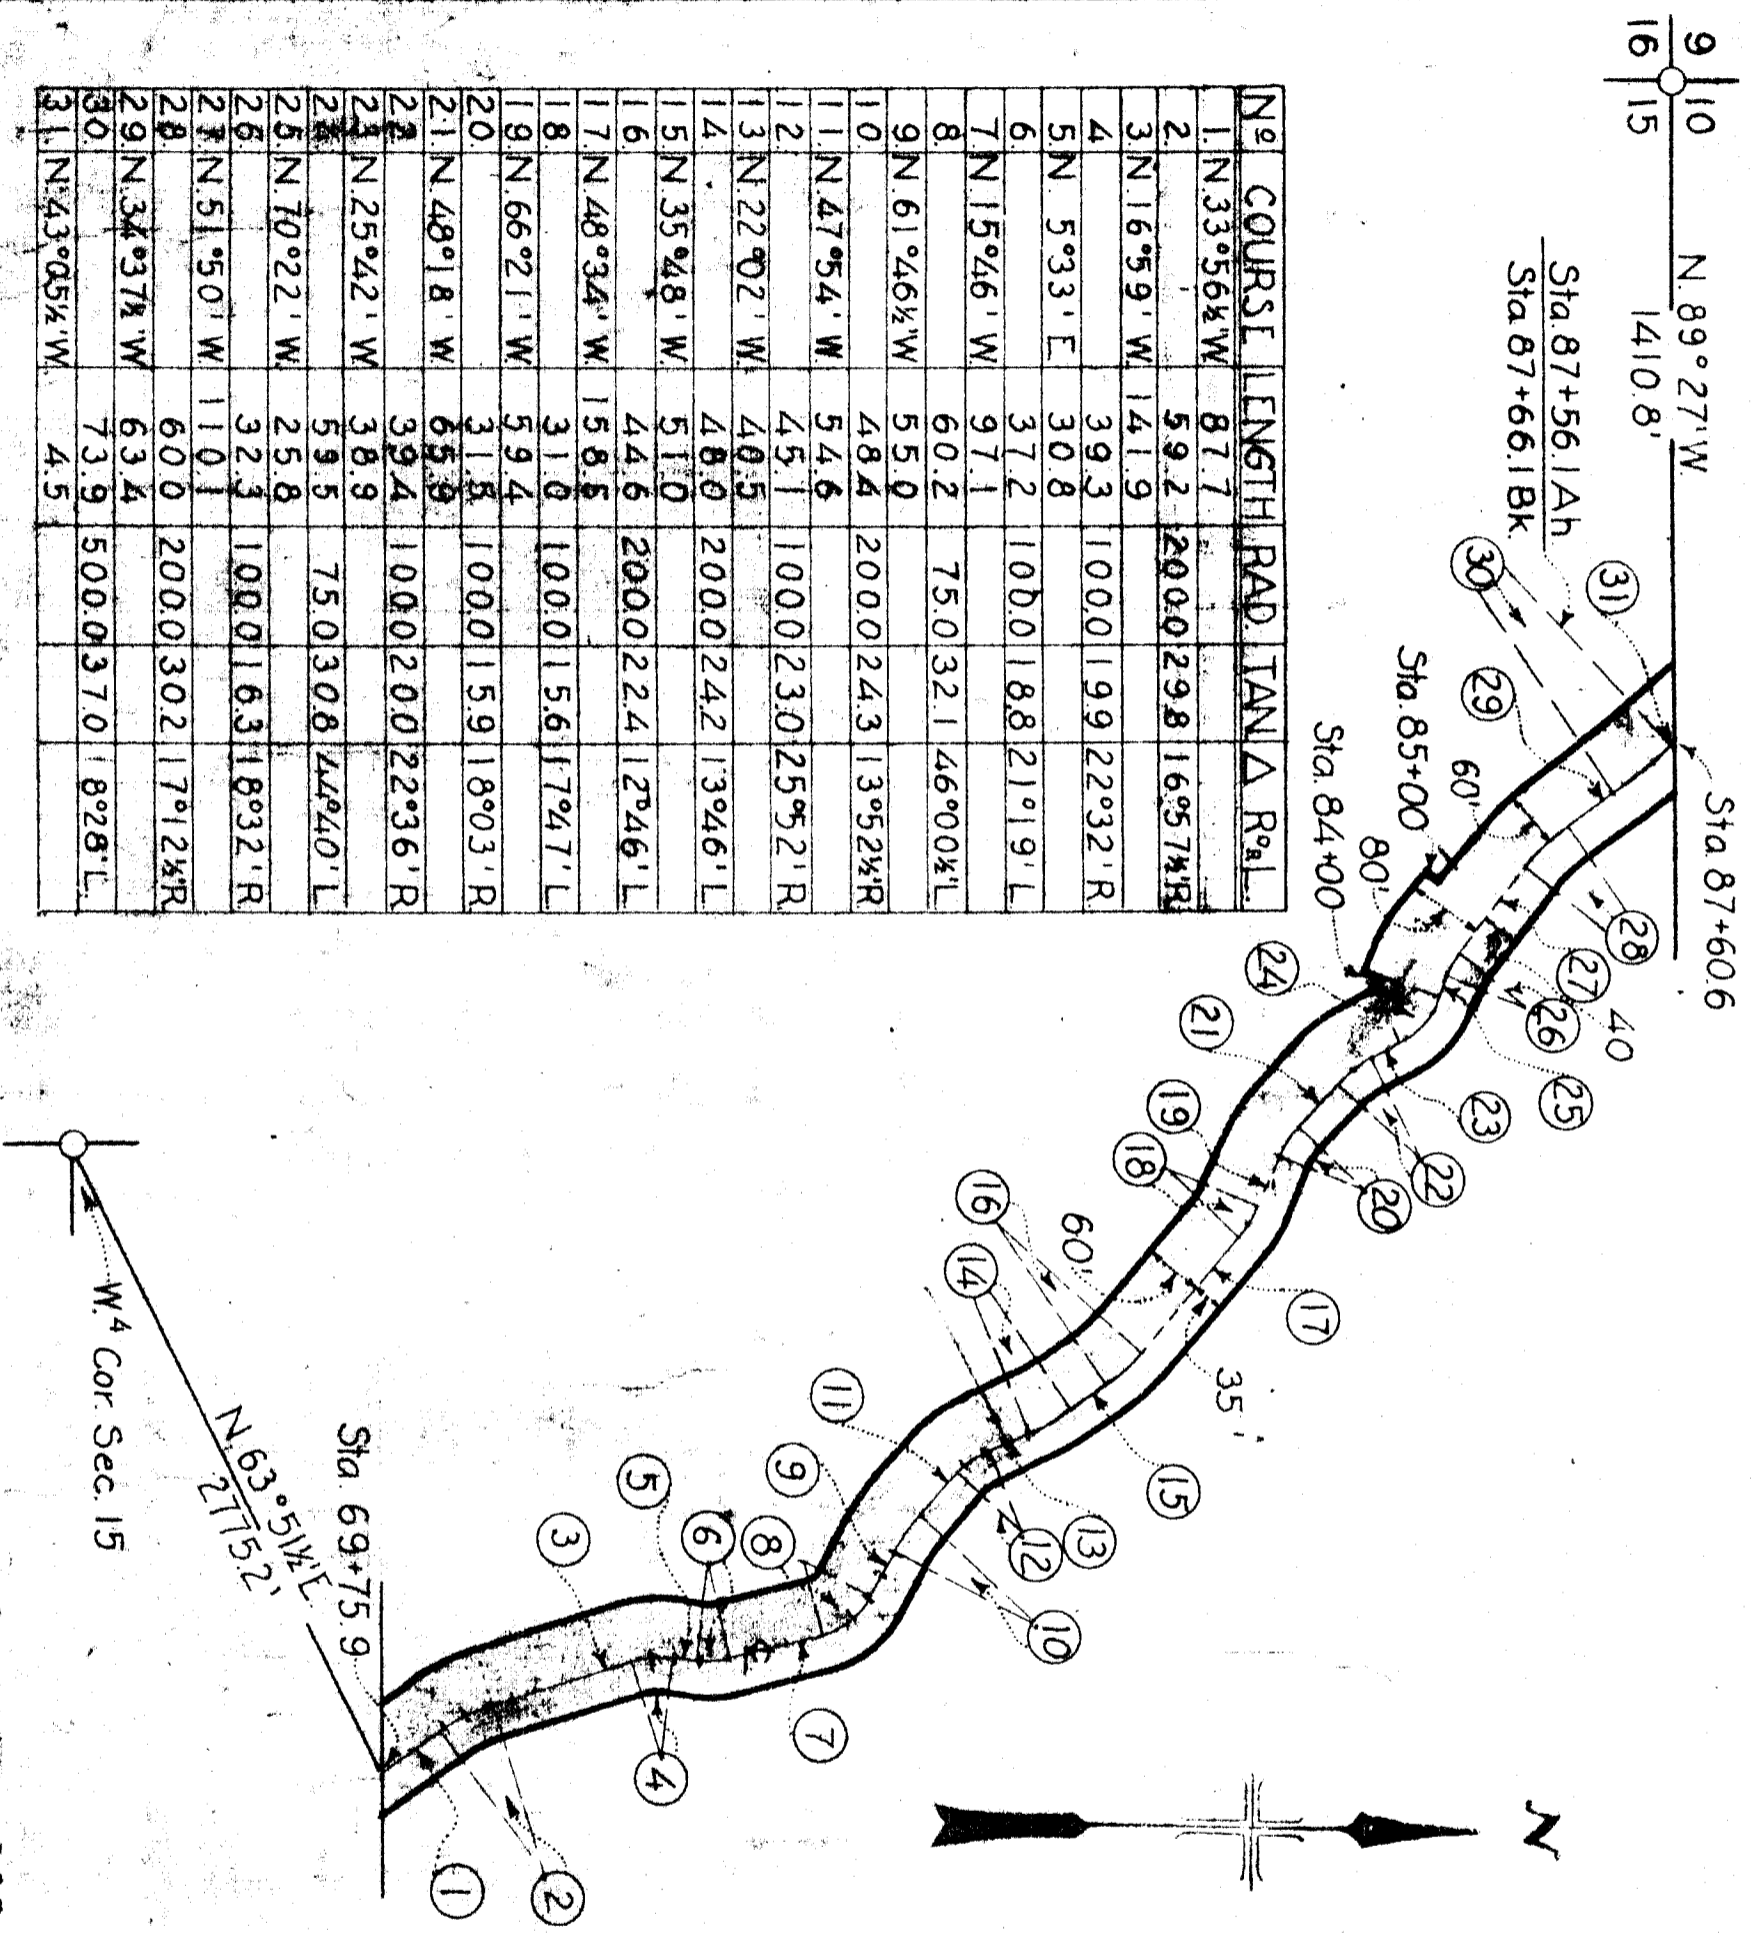 9 10
16 15
N. 89° 27' W.
1410.8'
Sta. 87+60.6
Sta. 87+56.1 Ah
Sta. 87+66.1 Bk
Sta. 85+00
Sta. 84+00
60'
80'
40
31
30
29
28
27
26
25
24
23
22
21
20
19
18
17
16
60'
35'
15
14
13
12
11
10
9
8
7
6
5
4
3
2
1
N
Sta. 69+75.9
N. 63° 51½' E.
2775.2'
W. 4 Cor. Sec. 15
Nº COURSE LENGTH RAD. TAN Δ RºʀL.
1. N. 33° 56½' W. 87.7
2. 59.2 200.0 29.8 16° 57½' R
3. N. 16° 59' W. 141.9
4 39.3 100.0 19.9 22° 32' R
5. N. 5° 33' E 30.8
6. 37.2 100.0 18.8 21° 19' L
7. N. 15° 46' W. 97.1
8. 60.2 75.0 32.1 46° 00½' L
9. N. 61° 46½' W 55.0
10. 48.4 200.0 24.3 13° 52½' R
11. N. 47° 54' W 54.6
12. 45.1 100.0 23.0 25° 52' R
13. N. 22° 02' W. 40.5
14. 48.0 200.0 24.2 13° 46' L
15. N. 35° 48' W. 51.0
16. 44.6 200.0 22.4 12° 46' L
17. N. 48° 34' W. 158.5
18. 31.0 100.0 15.6 17° 47' L
19. N. 66° 21' W. 59.4
20. 31.5 100.0 15.9 18° 03' R
21. N. 48° 18' W. 65.9
22 39.4 100.0 20.0 22° 36' R
23 N. 25° 42' W. 38.9
24 59.5 75.0 30.8 44° 40' L
25. N. 70° 22' W. 25.8
26 32.3 100.0 16.3 18° 32' R
27. N. 51° 50' W. 110.1
28. 60.0 200.0 30.2 17° 12½' R
29. N. 34° 37½' W. 63.4
30. 73.9 500.0 37.0 8° 28' L.
31. N. 43° 05½' W. 4.5